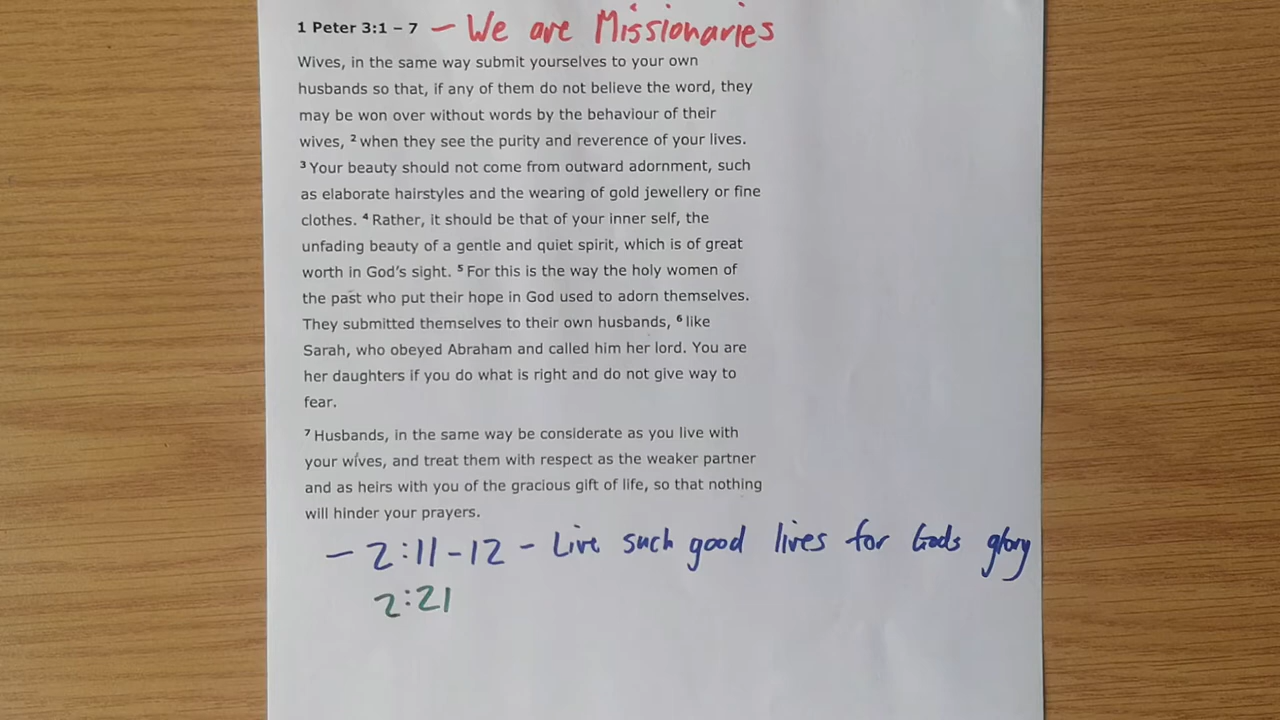 1 Peter 3:1 – 7 – We are Missionaries
Wives, in the same way submit yourselves to your own
husbands so that, if any of them do not believe the word, they
may be won over without words by the behaviour of their
wives, ² when they see the purity and reverence of your lives.
³ Your beauty should not come from outward adornment, such
as elaborate hairstyles and the wearing of gold jewellery or fine
clothes. ⁴ Rather, it should be that of your inner self, the
unfading beauty of a gentle and quiet spirit, which is of great
worth in God's sight. ⁵ For this is the way the holy women of
the past who put their hope in God used to adorn themselves.
They submitted themselves to their own husbands, ⁶ like
Sarah, who obeyed Abraham and called him her lord. You are
her daughters if you do what is right and do not give way to
fear.
⁷ Husbands, in the same way be considerate as you live with
your wives, and treat them with respect as the weaker partner
and as heirs with you of the gracious gift of life, so that nothing
will hinder your prayers.
– 2:11-12 - Live such good lives for Gods glory
2:21